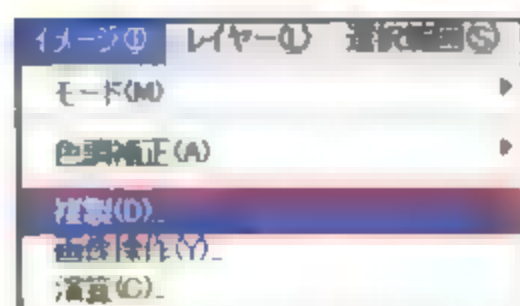 イメージ(I) レイヤー(L) 選択範囲(S)
モード(M)
色調補正(A)
複製(D)...
画像操作(Y)...
演算(C)...